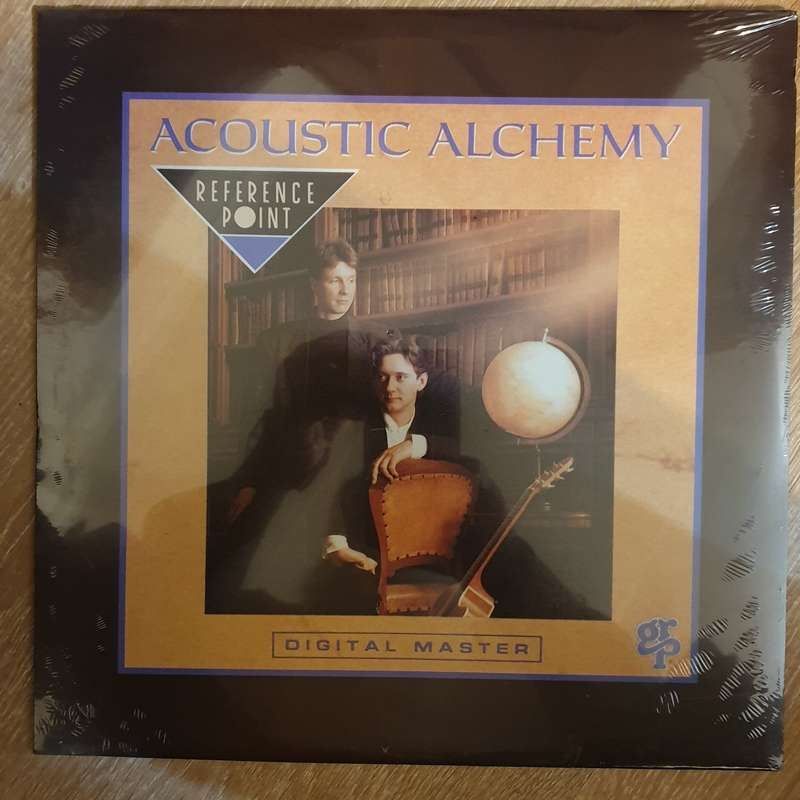 ACOUSTIC ALCHEMY
REFERENCE
POINT
DIGITAL MASTER
grp